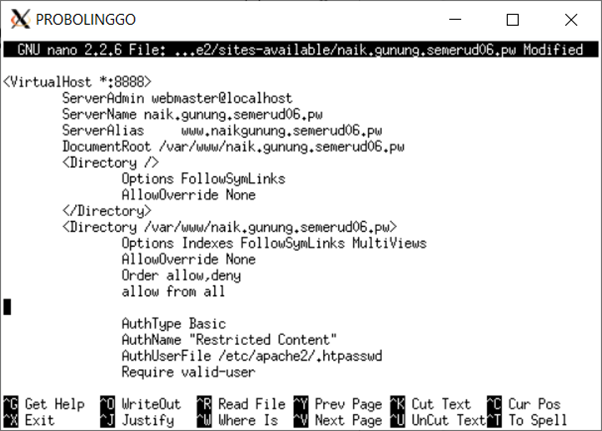 PROBOLINGGO
GNU nano 2.2.6 File: ...e2/sites-available/naik.gunung.semerud06.pw Modified
<VirtualHost *:8888>
ServerAdmin webmaster@localhost
ServerName naik.gunung.semerud06.pw
ServerAlias www.naikgunung.semerud06.pw
DocumentRoot /var/www/naik.gunung.semerud06.pw
<Directory />
Options FollowSymLinks
AllowOverride None
</Directory>
<Directory /var/www/naik.gunung.semerud06.pw>
Options Indexes FollowSymLinks MultiViews
AllowOverride None
Order allow,deny
allow from all
AuthType Basic
AuthName "Restricted Content"
AuthUserFile /etc/apache2/.htpasswd
Require valid-user
^G Get Help ^O WriteOut ^R Read File ^Y Prev Page ^K Cut Text ^C Cur Pos
^X Exit ^J Justify ^W Where Is ^V Next Page ^U UnCut Text ^T To Spell